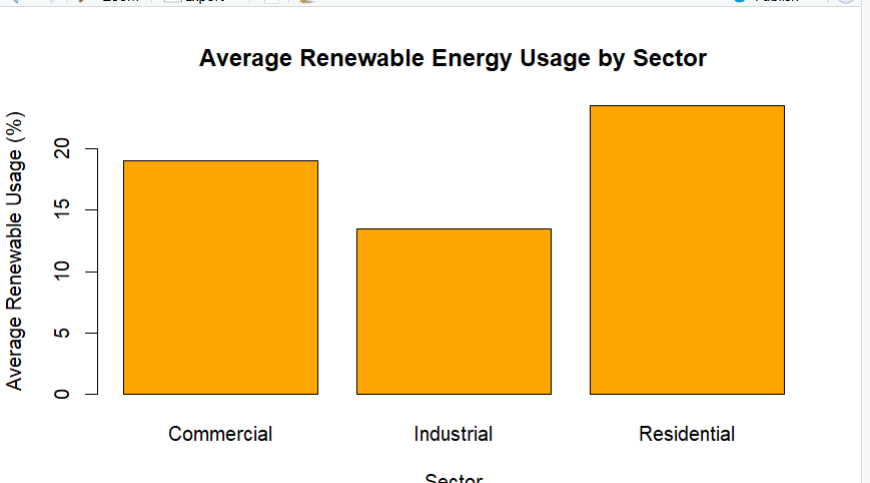 Average Renewable Energy Usage by Sector
Average Renewable Usage (%)
20
15
10
5
0
Commercial Industrial Residential
Sector